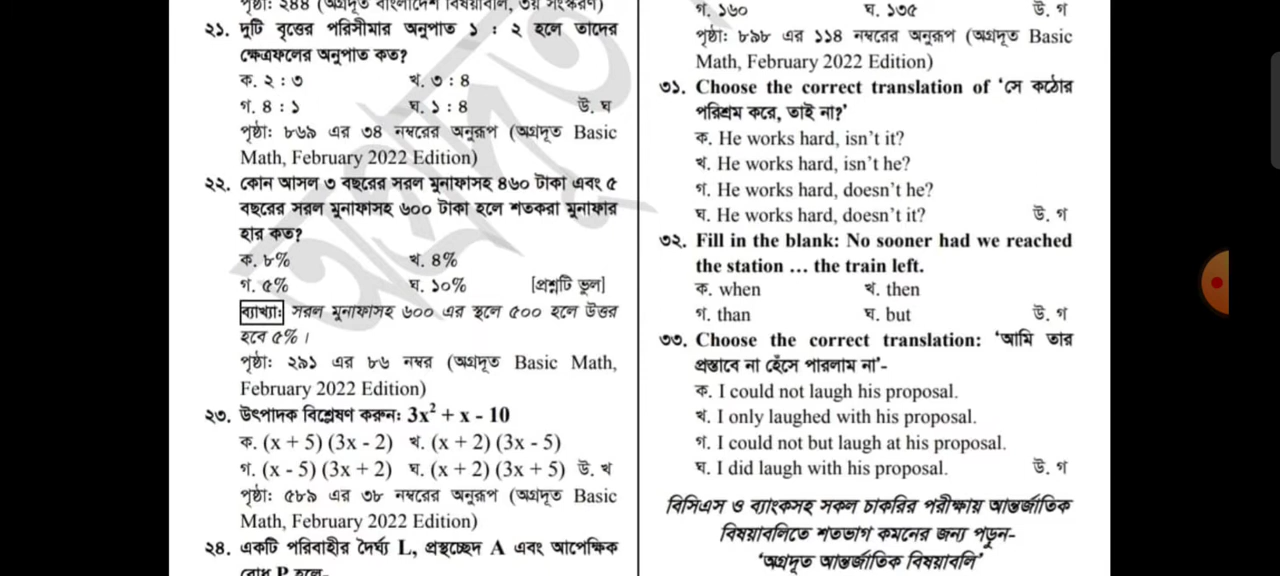 পৃষ্ঠা: ২৪৪ (অগ্রদূত বাংলাদেশ বিষয়াবলি, ৩য় সংস্করণ)
২১. দুটি বৃত্তের পরিসীমার অনুপাত ১ : ২ হলে তাদের
ক্ষেত্রফলের অনুপাত কত?
ক. ২ : ৩ খ. ৩ : ৪
গ. ৪ : ১ ঘ. ১ : ৪ উ. ঘ
পৃষ্ঠা: ৮৬৯ এর ৩৪ নম্বরের অনুরূপ (অগ্রদূত Basic
Math, February 2022 Edition)
২২. কোন আসল ৩ বছরের সরল মুনাফাসহ ৪৬০ টাকা এবং ৫
বছরের সরল মুনাফাসহ ৬০০ টাকা হলে শতকরা মুনাফার
হার কত?
ক. ৮% খ. ৪%
গ. ৫% ঘ. ১০% [প্রশ্নটি ভুল]
ব্যাখ্যা: সরল মুনাফাসহ ৬০০ এর স্থলে ৫০০ হলে উত্তর
হবে ৫% ।
পৃষ্ঠা: ২৯১ এর ৮৬ নম্বর (অগ্রদূত Basic Math,
February 2022 Edition)
২৩. উৎপাদক বিশ্লেষণ করুন: 3x² + x - 10
ক. (x + 5) (3x - 2) খ. (x + 2) (3x - 5)
গ. (x - 5) (3x + 2) ঘ. (x + 2) (3x + 5) উ. খ
পৃষ্ঠা: ৫৮৯ এর ৩৮ নম্বরের অনুরূপ (অগ্রদূত Basic
Math, February 2022 Edition)
২৪. একটি পরিবাহীর দৈর্ঘ্য L, প্রস্থচ্ছেদ A এবং আপেক্ষিক
রোধ P হলে-
গ. ১৬০ ঘ. ১৩৫ উ. গ
পৃষ্ঠা: ৮৯৮ এর ১১৪ নম্বরের অনুরূপ (অগ্রদূত Basic
Math, February 2022 Edition)
৩১. Choose the correct translation of ‘সে কঠোর
পরিশ্রম করে, তাই না?’
ক. He works hard, isn’t it?
খ. He works hard, isn’t he?
গ. He works hard, doesn’t he?
ঘ. He works hard, doesn’t it? উ. গ
৩২. Fill in the blank: No sooner had we reached
the station … the train left.
ক. when খ. then
গ. than ঘ. but উ. গ
৩৩. Choose the correct translation: ‘আমি তার
প্রস্তাবে না হেঁসে পারলাম না’-
ক. I could not laugh his proposal.
খ. I only laughed with his proposal.
গ. I could not but laugh at his proposal.
ঘ. I did laugh with his proposal. উ. গ
বিসিএস ও ব্যাংকসহ সকল চাকরির পরীক্ষায় আন্তর্জাতিক
বিষয়াবলিতে শতভাগ কমনের জন্য পড়ুন-
‘অগ্রদূত আন্তর্জাতিক বিষয়াবলি’
অগ্রদূত